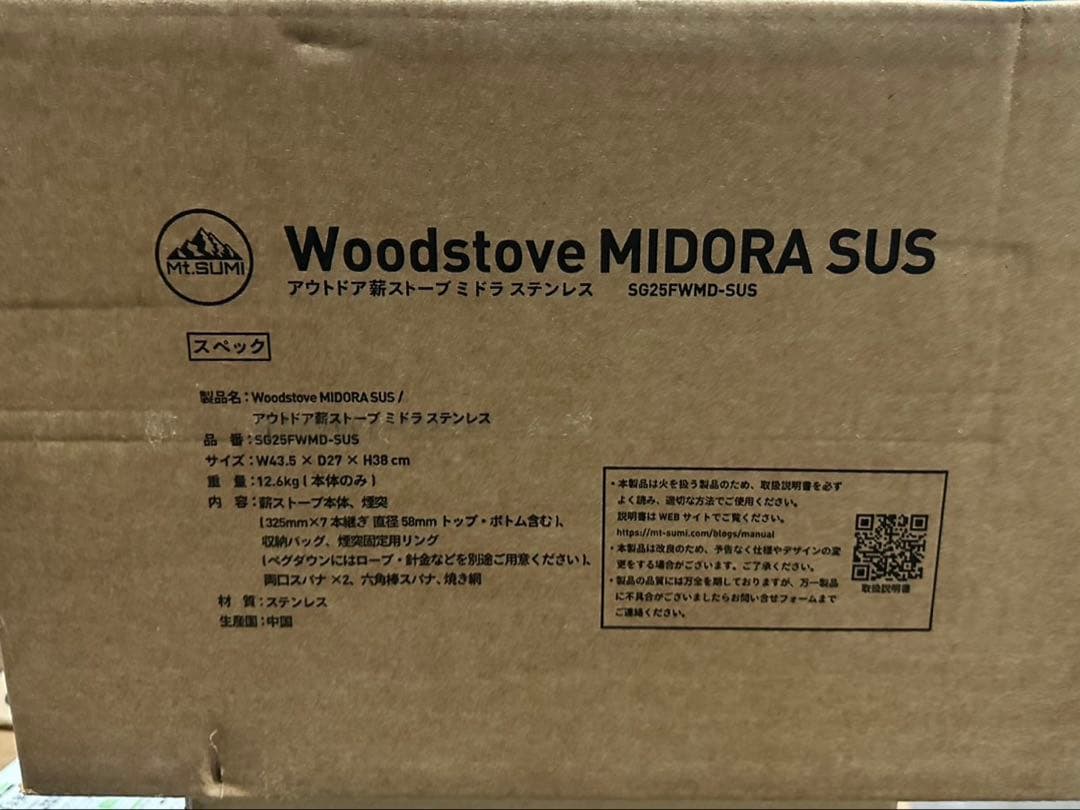 Mt.SUMI
Woodstove MIDORA SUS
アウトドア薪ストーブ ミドラ ステンレス SG25FWMD-SUS
スペック
製品名：Woodstove MIDORA SUS /
アウトドア薪ストーブ ミドラ ステンレス
品 番：SG25FWMD-SUS
サイズ：W43.5 × D27 × H38 cm
重 量：12.6kg（本体のみ）
内 容：薪ストーブ本体、煙突
（325mm×7 本継ぎ 直径 58mm トップ・ボトム含む）、
収納バッグ、煙突固定用リング
（ペグダウンにはロープ・針金などを別途ご用意ください）、
両口スパナ ×2、六角棒スパナ、焼き網
材 質：ステンレス
生産国：中国
・本製品は火を扱う製品のため、取扱説明書を必ず
よく読み、適切な方法でご使用ください。
説明書は WEB サイトでご覧ください。
https://mt-sumi.com/blogs/manual
・本製品は改良のため、予告なく仕様やデザインの変
更をする場合がございます。ご了承ください。
・製品の品質には万全を期しておりますが、万一製品
に不具合がございましたらお問い合せフォームまで
ご連絡ください。
取扱説明書